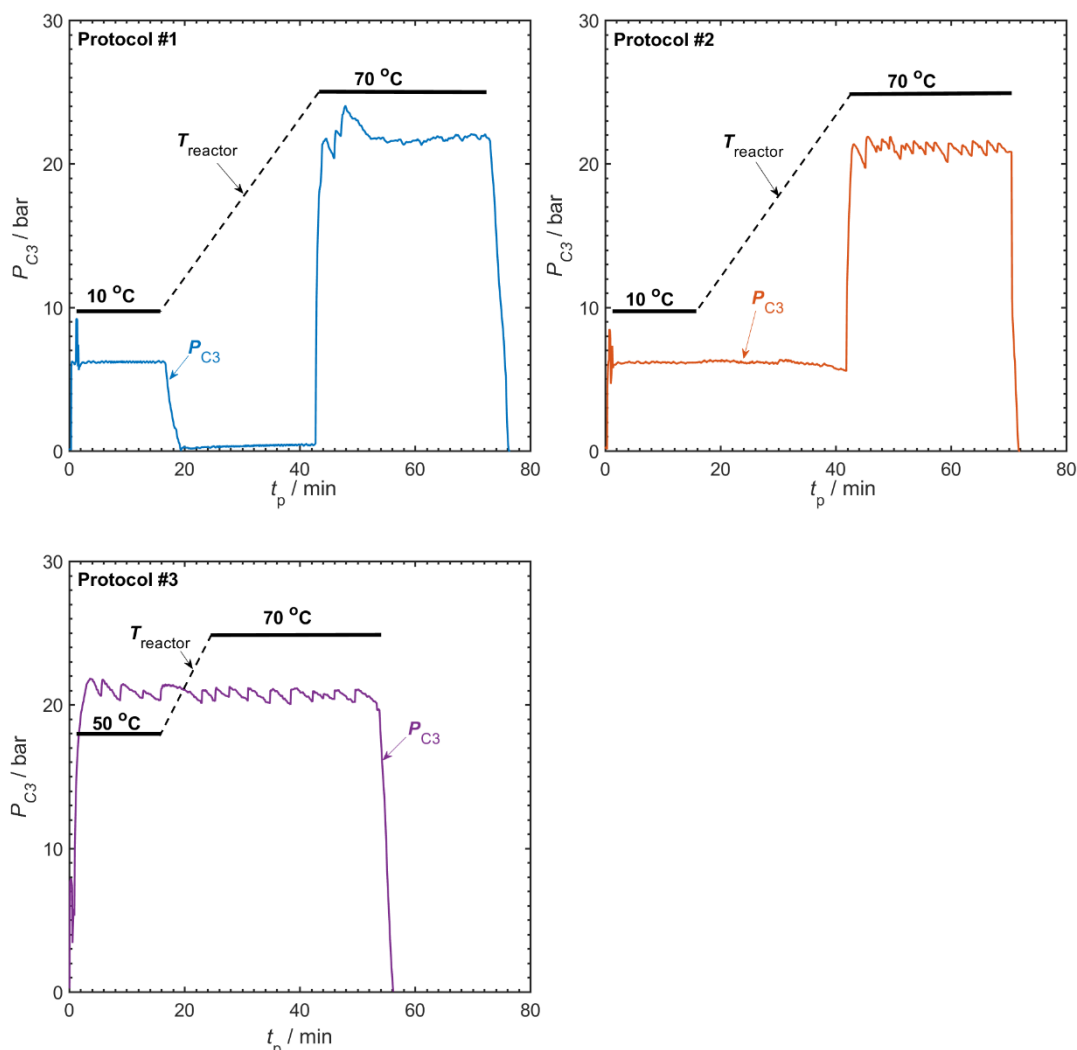 30
Protocol #1
70 °C
20
T reactor
P C3 / bar
10 °C
10
P C3
0
0 20 40 60 80
t p / min
30
Protocol #2
70 °C
20
T reactor
P C3 / bar
10 °C
10
P C3
0
0 20 40 60 80
t p / min
30
Protocol #3
70 °C
T reactor
20
50 °C
P C3
P C3 / bar
10
0
0 20 40 60 80
t p / min